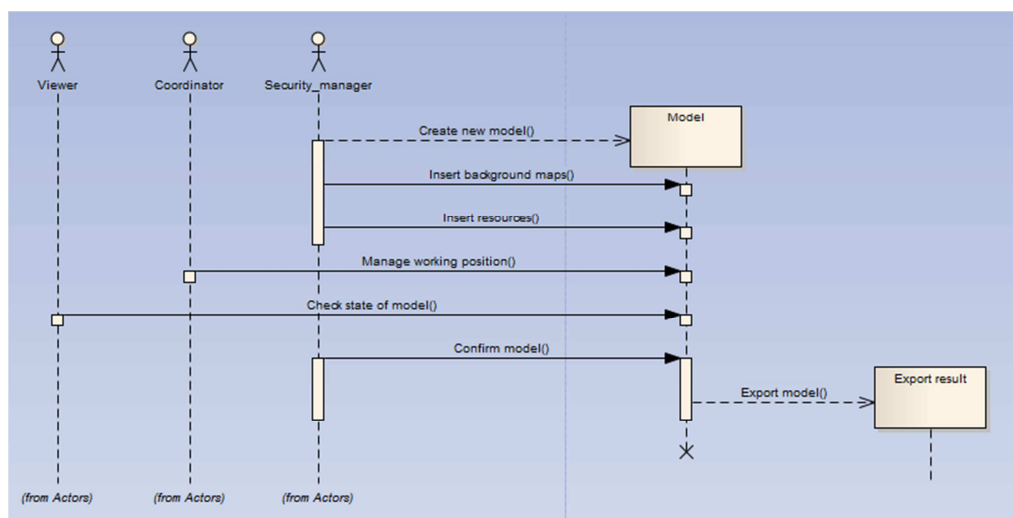 Viewer
Coordinator
Security_manager
Model
Create new model()
Insert background maps()
Insert resources()
Manage working position()
Check state of model()
Confirm model()
Export result
Export model()
(from Actors)
(from Actors)
(from Actors)